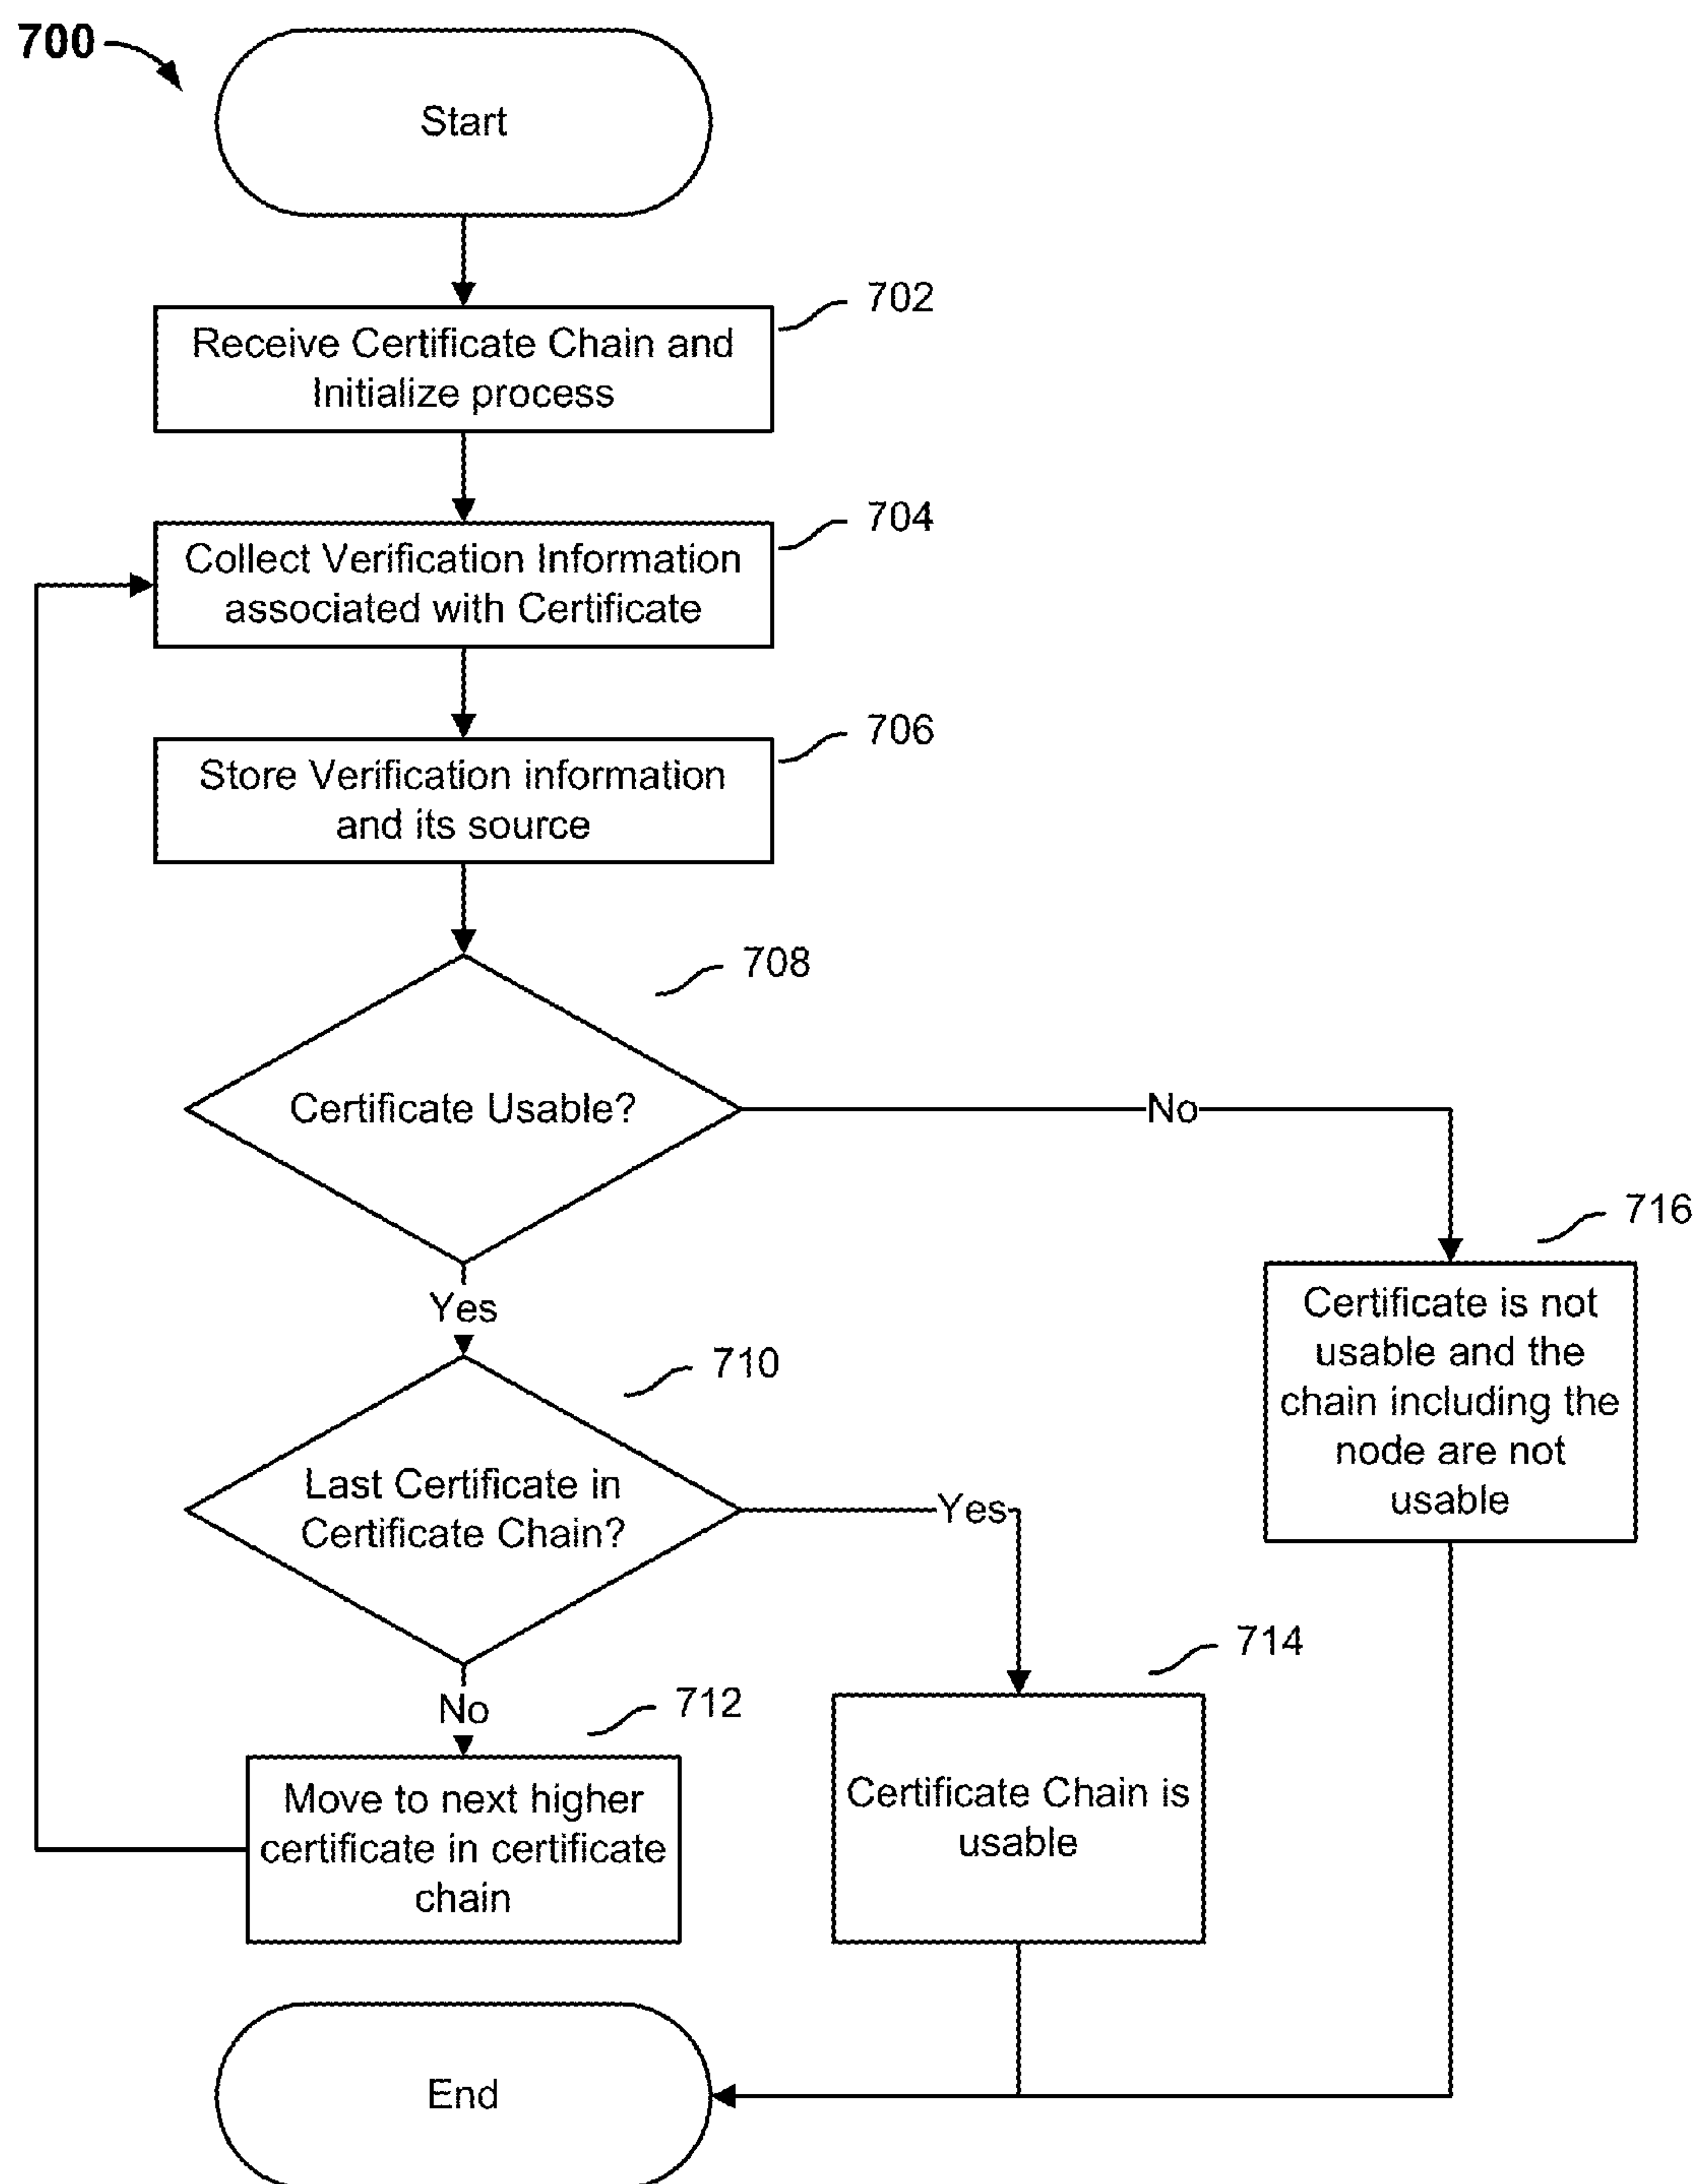 700
Start
702
Receive Certificate Chain and
Initialize process
704
Collect Verification Information
associated with Certificate
706
Store Verification information
and its source
708
Certificate Usable?
No
Yes
716
Certificate is not
usable and the
chain including the
node are not
usable
710
Last Certificate in
Certificate Chain?
Yes
No
714
Certificate Chain is
usable
712
Move to next higher
certificate in certificate
chain
End